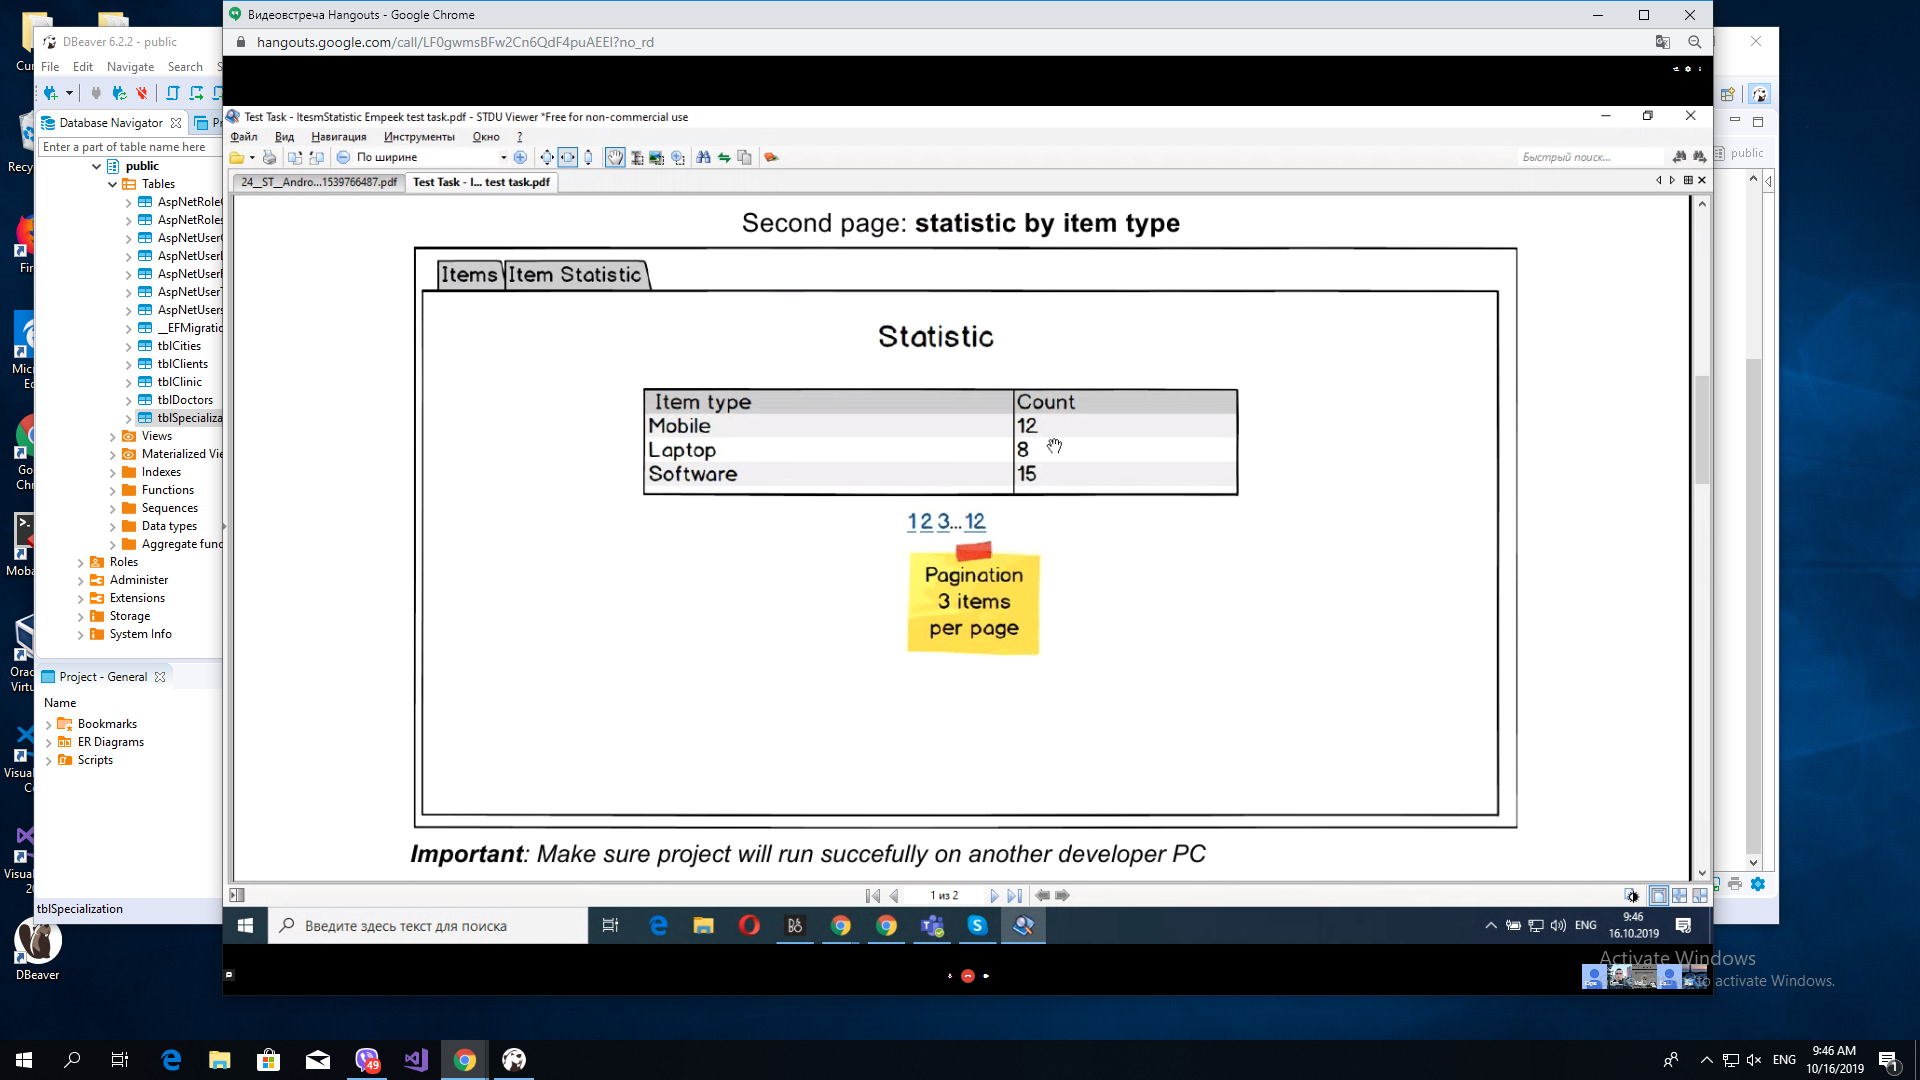 Видеовстреча Hangouts - Google Chrome
hangouts.google.com/call/LF0gwmsBFw2Cn6QdF4puAEEI?no_rd
DBeaver 6.2.2 - public
File Edit Navigate Search
Database Navigator
Enter a part of table name here
public
Tables
AspNetRole
AspNetRoles
AspNetUser
AspNetUser
AspNetUser
AspNetUser
AspNetUsers
__EFMigratio
tblCities
tblClients
tblClinic
tblDoctors
tblSpecializa
Views
Materialized Vie
Indexes
Functions
Sequences
Data types
Aggregate func
Roles
Administer
Extensions
Storage
System Info
Project - General
Name
Bookmarks
ER Diagrams
Scripts
tblSpecialization
DBeaver
public
Test Task - ItesmStatistic Empeek test task.pdf - STDU Viewer *Free for non-commercial use
Файл Вид Навигация Инструменты Окно ?
По ширине
Быстрый поиск...
24__ST__Andro...1539766487.pdf
Test Task - I... test task.pdf
Second page: statistic by item type
Items Item Statistic
Statistic
Item type Count
Mobile 12
Laptop 8
Software 15
1 2 3... 12
Pagination
3 items
per page
Important: Make sure project will run succefully on another developer PC
1 из 2
Введите здесь текст для поиска
ENG
9:46
16.10.2019
Activate Windows
to activate Windows.
49
ENG
9:46 AM
10/16/2019
1